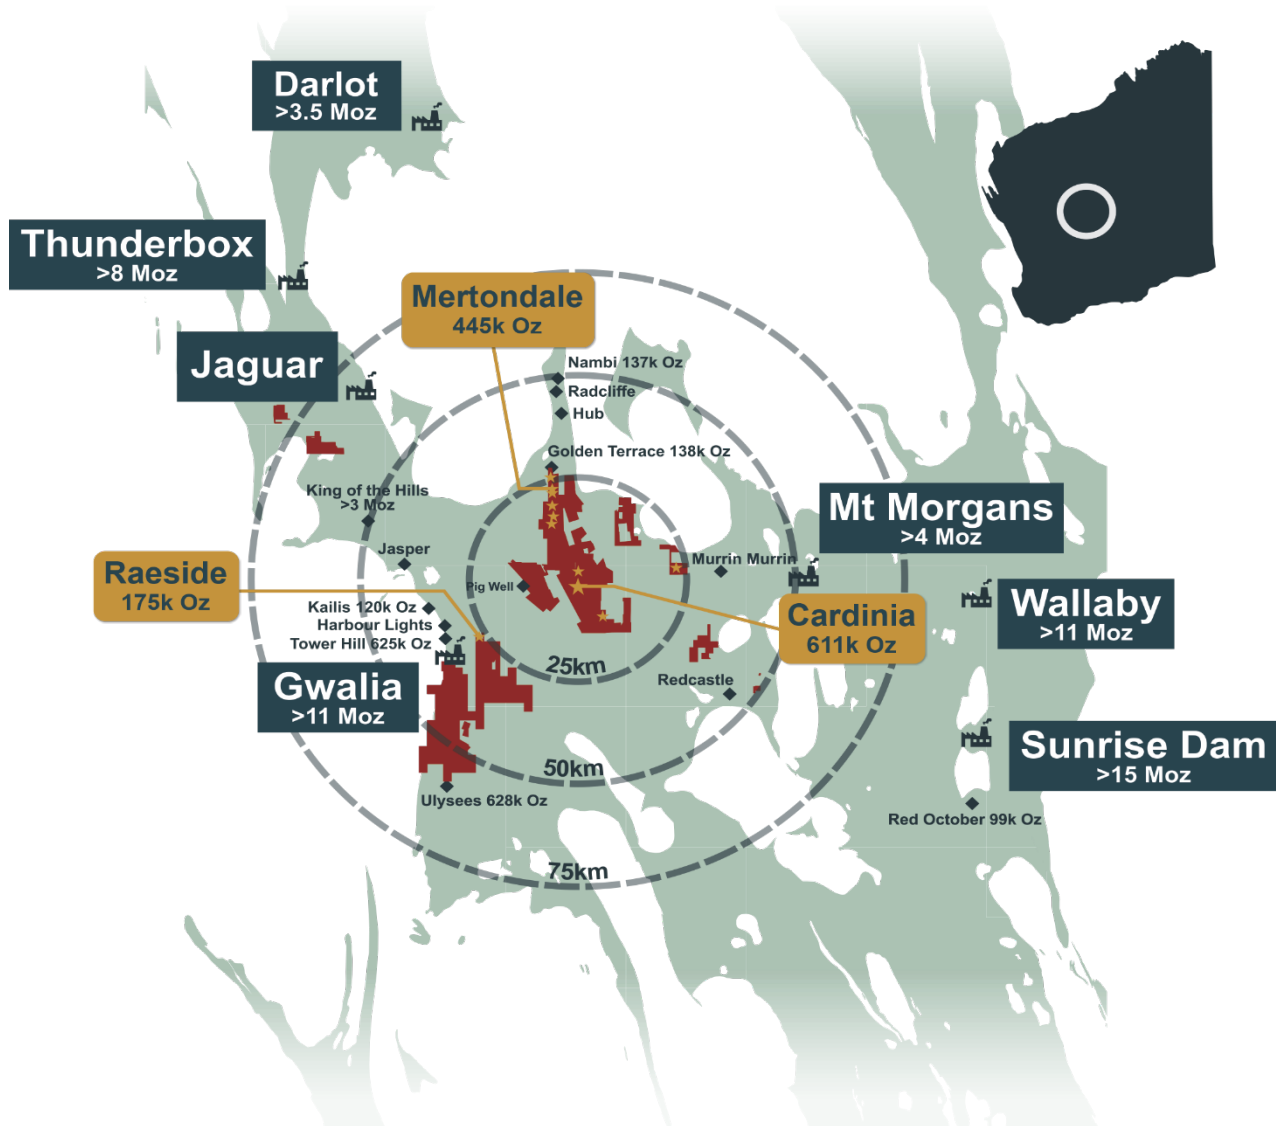 Darlot
>3.5 Moz
Thunderbox
>8 Moz
Mertondale
445k Oz
Jaguar
Nambi 137k Oz
Radcliffe
Hub
Golden Terrace 138k Oz
King of the Hills
>3 Moz
Mt Morgans
>4 Moz
Jasper
Murrin Murrin
Raeside
175k Oz
Pig Well
Kailis 120k Oz
Harbour Lights
Tower Hill 625k Oz
Cardinia
611k Oz
Wallaby
>11 Moz
25km
Gwalia
>11 Moz
Redcastle
Sunrise Dam
>15 Moz
50km
Ulysees 628k Oz
Red October 99k Oz
75km